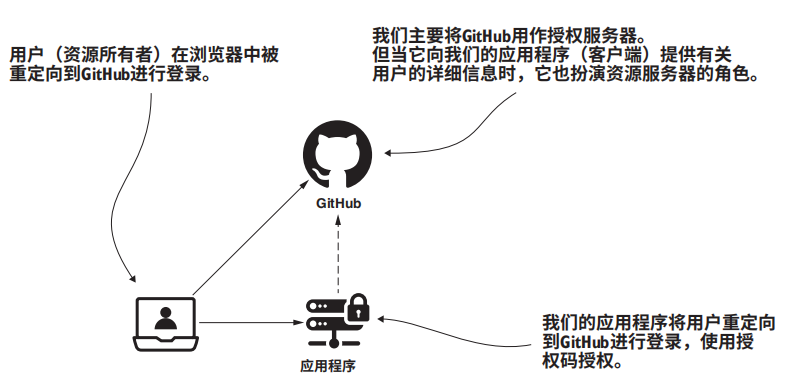 我们主要将GitHub用作授权服务器。
但当它向我们的应用程序（客户端）提供有关
用户的详细信息时，它也扮演资源服务器的角色。
用户（资源所有者）在浏览器中被
重定向到GitHub进行登录。
GitHub
应用程序
我们的应用程序将用户重定向
到GitHub进行登录，使用授
权码授权。